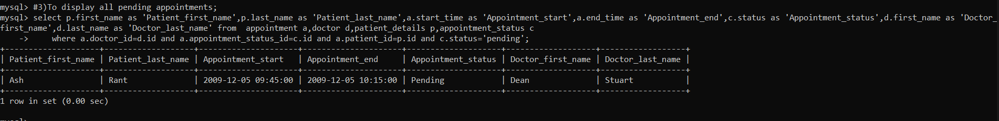 mysql> #3)To display all pending appointments;
mysql> select p.first_name as 'Patient_first_name',p.last_name as 'Patient_last_name',a.start_time as 'Appointment_start',a.end_time as 'Appointment_end',c.status as 'Appointment_status',d.first_name as 'Doctor_
first_name',d.last_name as 'Doctor_last_name' from  appointment a,doctor d,patient_details p,appointment_status c
    ->     where a.doctor_id=d.id and a.appointment_status_id=c.id and a.patient_id=p.id and c.status='pending';
+--------------------+-------------------+---------------------+---------------------+--------------------+-------------------+------------------+
| Patient_first_name | Patient_last_name | Appointment_start   | Appointment_end     | Appointment_status | Doctor_first_name | Doctor_last_name |
+--------------------+-------------------+---------------------+---------------------+--------------------+-------------------+------------------+
| Ash                | Rant              | 2009-12-05 09:45:00 | 2009-12-05 10:15:00 | Pending            | Dean              | Stuart           |
+--------------------+-------------------+---------------------+---------------------+--------------------+-------------------+------------------+
1 row in set (0.00 sec)
mysql>